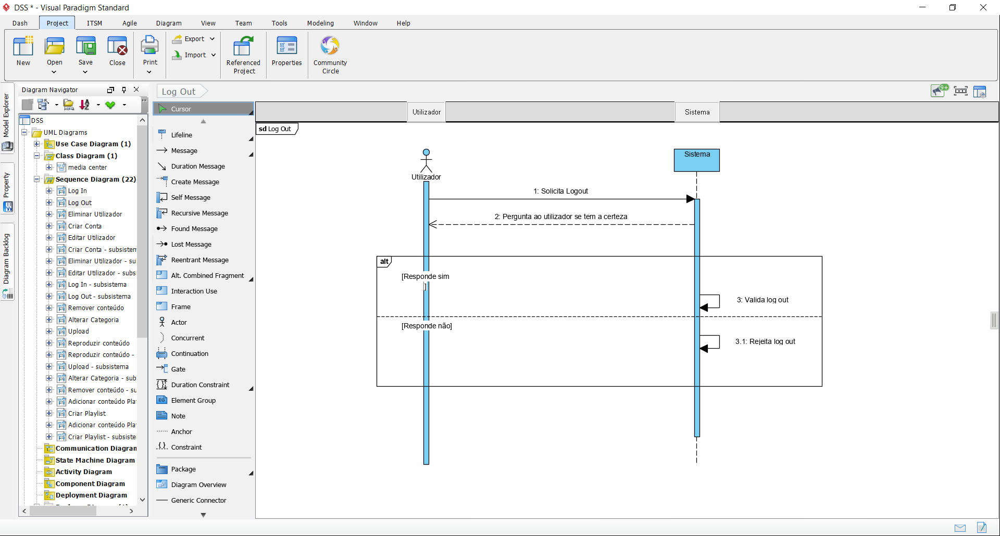 DSS * - Visual Paradigm Standard
Dash Project ITSM Agile Diagram View Team Tools Modeling Window Help
New
Open
Save
Close
Print
Export
Import
Referenced Project
Properties
Community Circle
Model Explorer
Property
Diagram Backlog
Diagram Navigator
DSS
UML Diagrams
Use Case Diagram (1)
Class Diagram (1)
media center
Sequence Diagram (22)
Log In
Log Out
Eliminar Utilizador
Criar Conta
Editar Utilizador
Criar Conta - subsistem
Eliminar Utilizador - su
Editar Utilizador - subs
Log In - subsistema
Log Out - subsistema
Remover conteúdo
Alterar Categoria
Upload
Reproduzir conteúdo
Reproduzir conteúdo -
Upload - subsistema
Alterar Categoria - sub
Remover conteúdo - su
Adicionar conteúdo Pla
Criar Playlist
Adicionar conteúdo Pla
Criar Playlist - subsiste
Communication Diagran
State Machine Diagram
Activity Diagram
Component Diagram
Deployment Diagram
Log Out
9+
Cursor
Lifeline
Message
Duration Message
Create Message
Self Message
Recursive Message
Found Message
Lost Message
Reentrant Message
Alt. Combined Fragment
Interaction Use
Frame
Actor
Concurrent
Continuation
Gate
Duration Constraint
EG Element Group
Note
Anchor
{} Constraint
Package
Diagram Overview
Generic Connector
Utilizador
Sistema
sd Log Out
Sistema
Utilizador
1: Solicita Logout
2: Pergunta ao utilizador se tem a certeza
alt
[Responde sim
]
3: Valida log out
[Responde não]
3.1: Rejeita log out